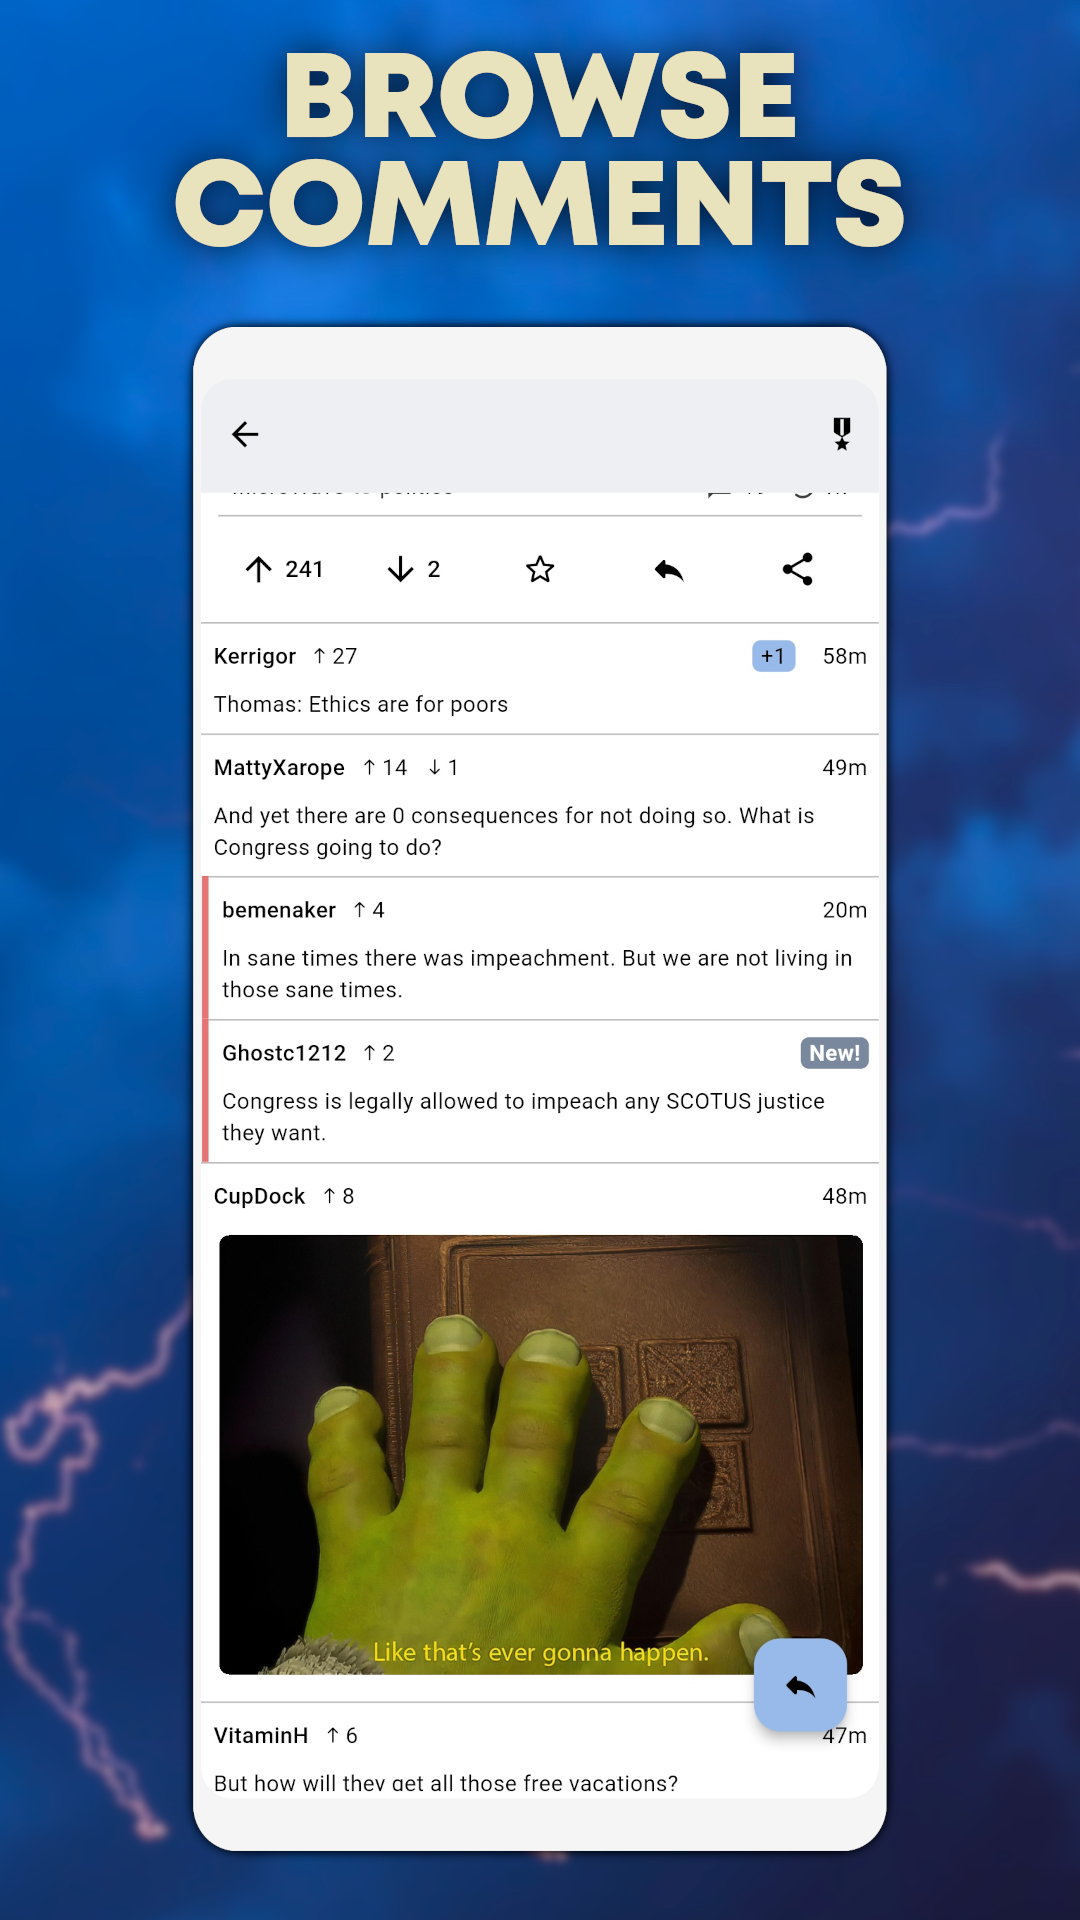 BROWSE
COMMENTS
241 2
Kerrigor ↑ 27 +1 58m
Thomas: Ethics are for poors
MattyXarope ↑ 14 ↓ 1 49m
And yet there are 0 consequences for not doing so. What is
Congress going to do?
bemenaker ↑ 4 20m
In sane times there was impeachment. But we are not living in
those sane times.
Ghostc1212 ↑ 2 New!
Congress is legally allowed to impeach any SCOTUS justice
they want.
CupDock ↑ 8 48m
Like that's ever gonna happen.
VitaminH ↑ 6 47m
But how will they get all those free vacations?